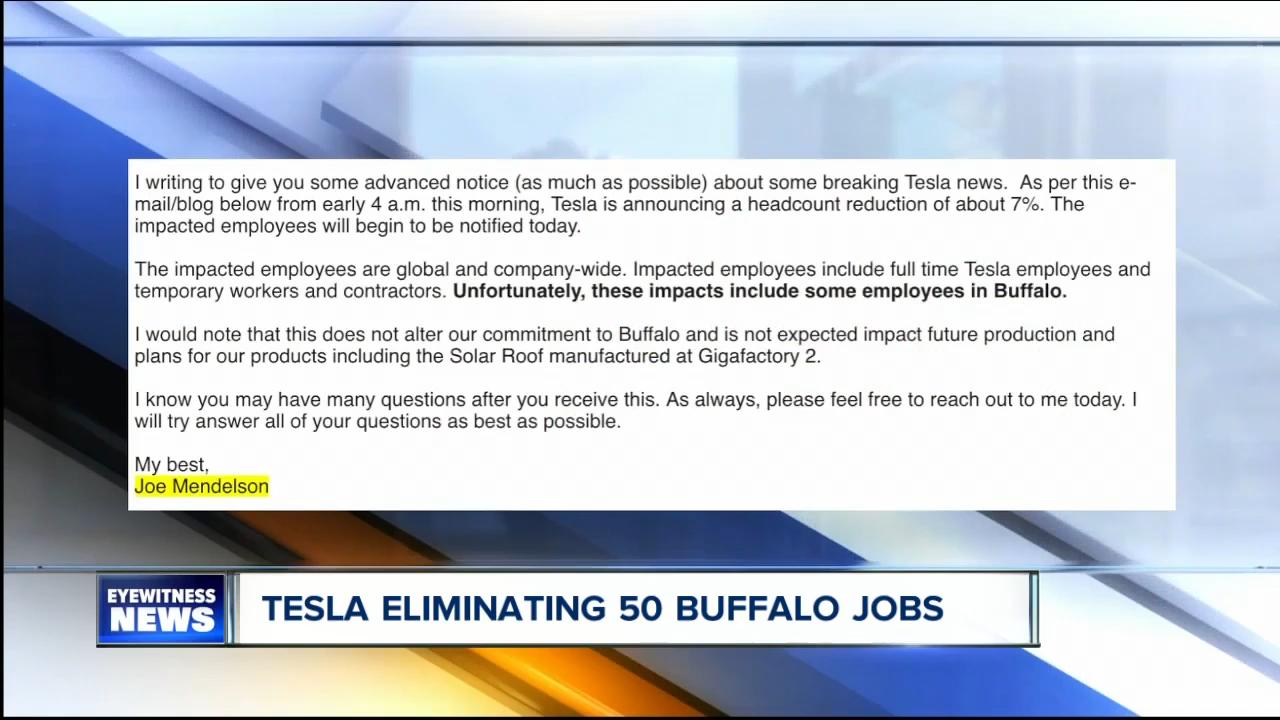 I writing to give you some advanced notice (as much as possible) about some breaking Tesla news.  As per this e-
mail/blog below from early 4 a.m. this morning, Tesla is announcing a headcount reduction of about 7%. The
impacted employees will begin to be notified today.
The impacted employees are global and company-wide. Impacted employees include full time Tesla employees and
temporary workers and contractors. Unfortunately, these impacts include some employees in Buffalo.
I would note that this does not alter our commitment to Buffalo and is not expected impact future production and
plans for our products including the Solar Roof manufactured at Gigafactory 2.
I know you may have many questions after you receive this. As always, please feel free to reach out to me today. I
will try answer all of your questions as best as possible.
My best,
Joe Mendelson
EYEWITNESS
NEWS
TESLA ELIMINATING 50 BUFFALO JOBS